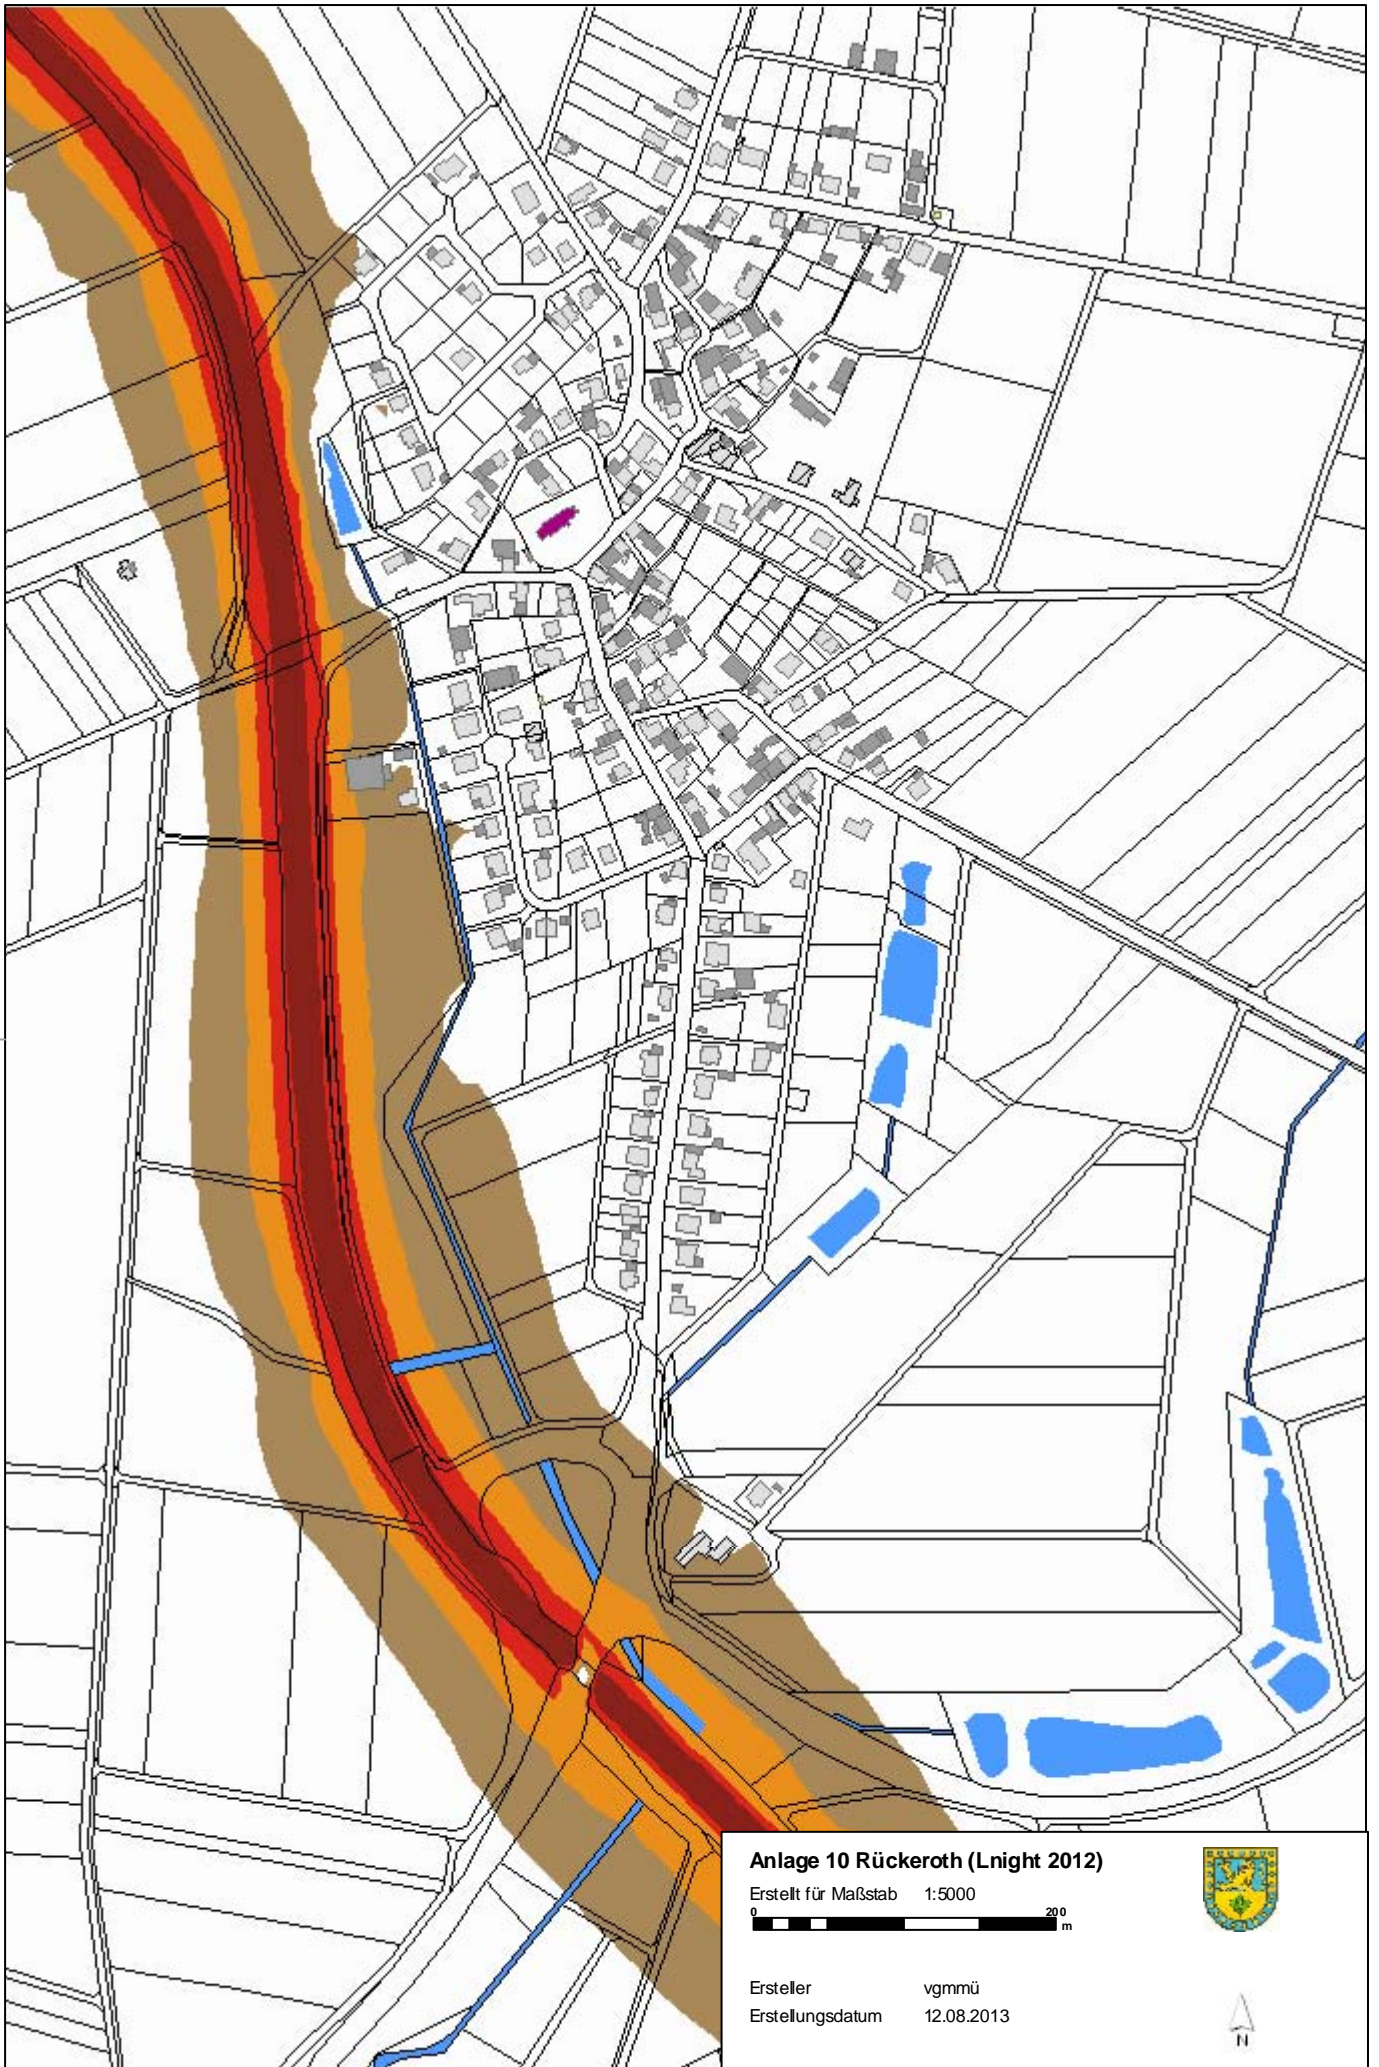 Anlage 10 Rückeroth (Lnight 2012)
Erstellt für Maßstab 1:5000
0 200
m
Ersteller vgmmü
Erstellungsdatum 12.08.2013
N